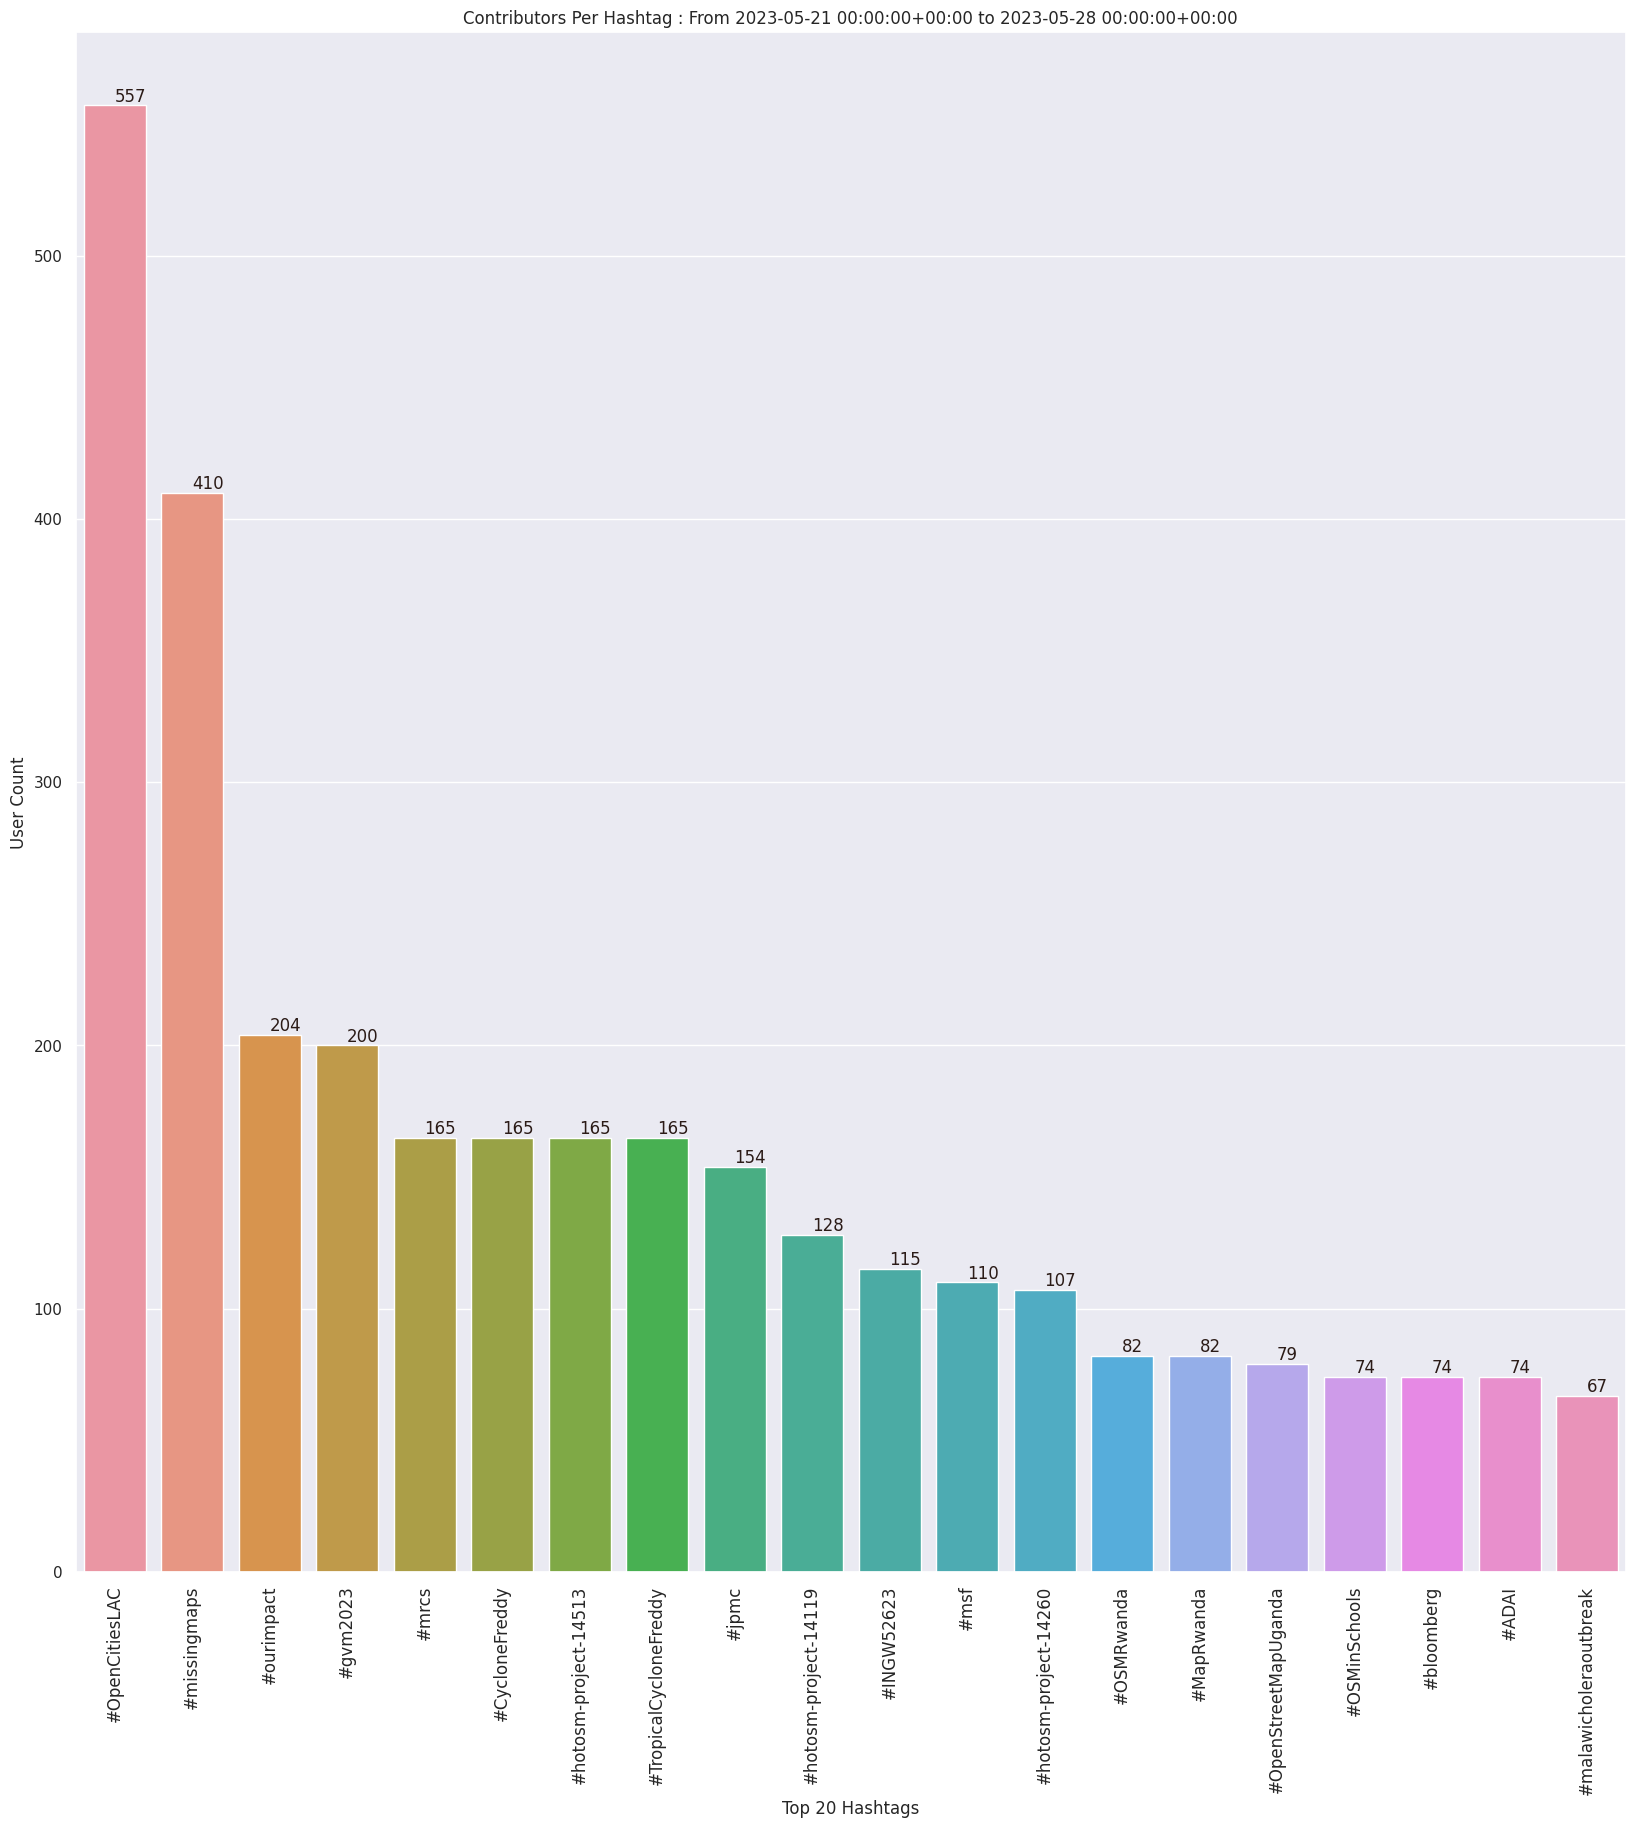 Contributors Per Hashtag : From 2023-05-21 00:00:00+00:00 to 2023-05-28 00:00:00+00:00
User Count
500
400
300
200
100
0
557
410
204
200
165
165
165
165
154
128
115
110
107
82
82
79
74
74
74
67
#OpenCitiesLAC
#missingmaps
#ourimpact
#gvm2023
#mrcs
#CycloneFreddy
#hotosm-project-14513
#TropicalCycloneFreddy
#jpmc
#hotosm-project-14119
#INGW52623
#msf
#hotosm-project-14260
#OSMRwanda
#MapRwanda
#OpenStreetMapUganda
#OSMinSchools
#bloomberg
#ADAI
#malawicholeraoutbreak
Top 20 Hashtags